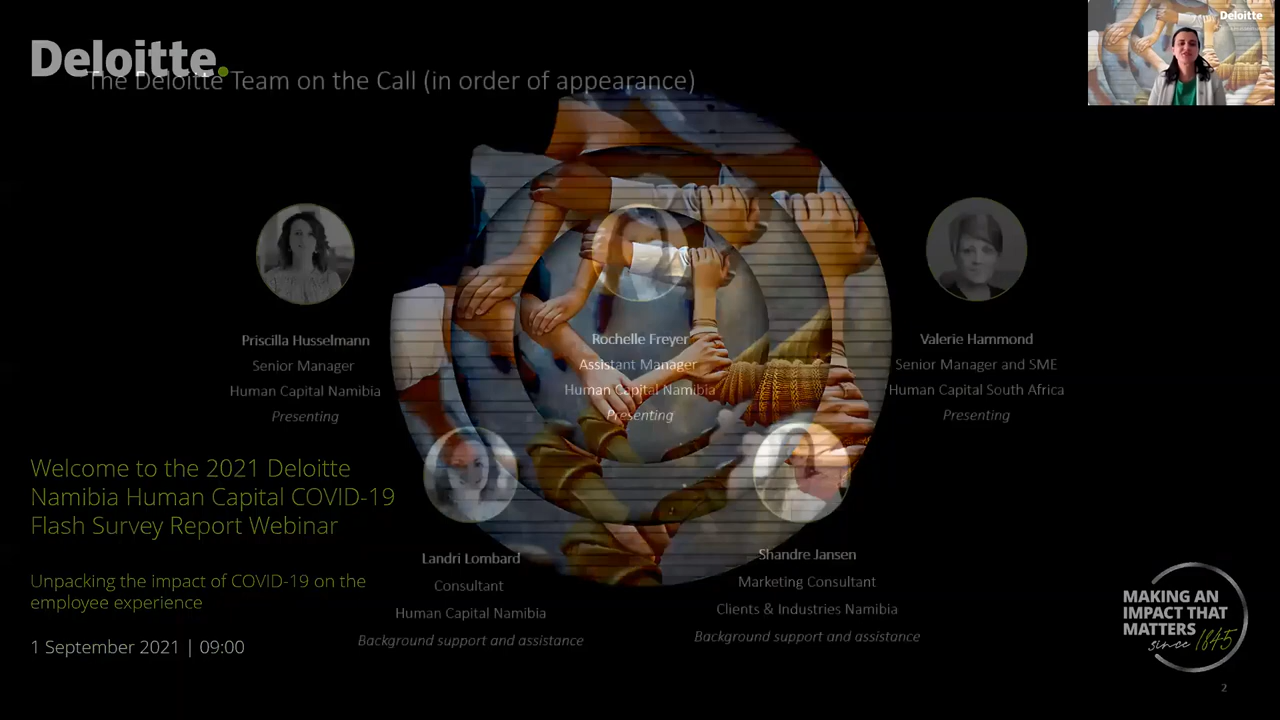 Deloitte.
The Deloitte Team on the Call (in order of appearance)
Deloitte
Priscilla Husselmann
Senior Manager
Human Capital Namibia
Presenting
Rochelle Freyer
Assistant Manager
Human Capital Namibia
Presenting
Valerie Hammond
Senior Manager and SME
Human Capital South Africa
Presenting
Welcome to the 2021 Deloitte
Namibia Human Capital COVID-19
Flash Survey Report Webinar
Unpacking the impact of COVID-19 on the
employee experience
1 September 2021 | 09:00
Landri Lombard
Consultant
Human Capital Namibia
Background support and assistance
Shandre Jansen
Marketing Consultant
Clients & Industries Namibia
Background support and assistance
MAKING AN
IMPACT THAT
MATTERS
since 1845
2